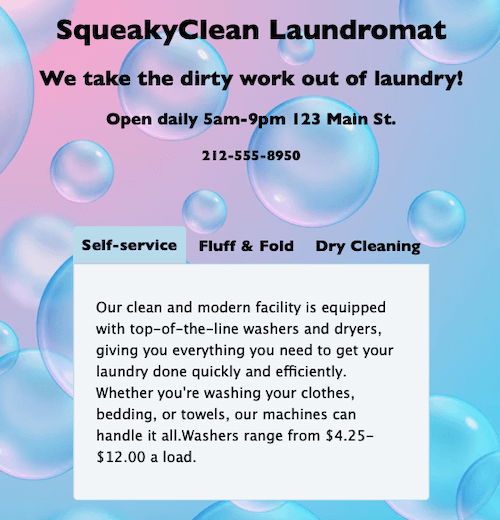 SqueakyClean Laundromat
We take the dirty work out of laundry!
Open daily 5am-9pm 123 Main St.
212-555-8950
Self-service Fluff & Fold Dry Cleaning
Our clean and modern facility is equipped
with top-of-the-line washers and dryers,
giving you everything you need to get your
laundry done quickly and efficiently.
Whether you're washing your clothes,
bedding, or towels, our machines can
handle it all.Washers range from $4.25-
$12.00 a load.